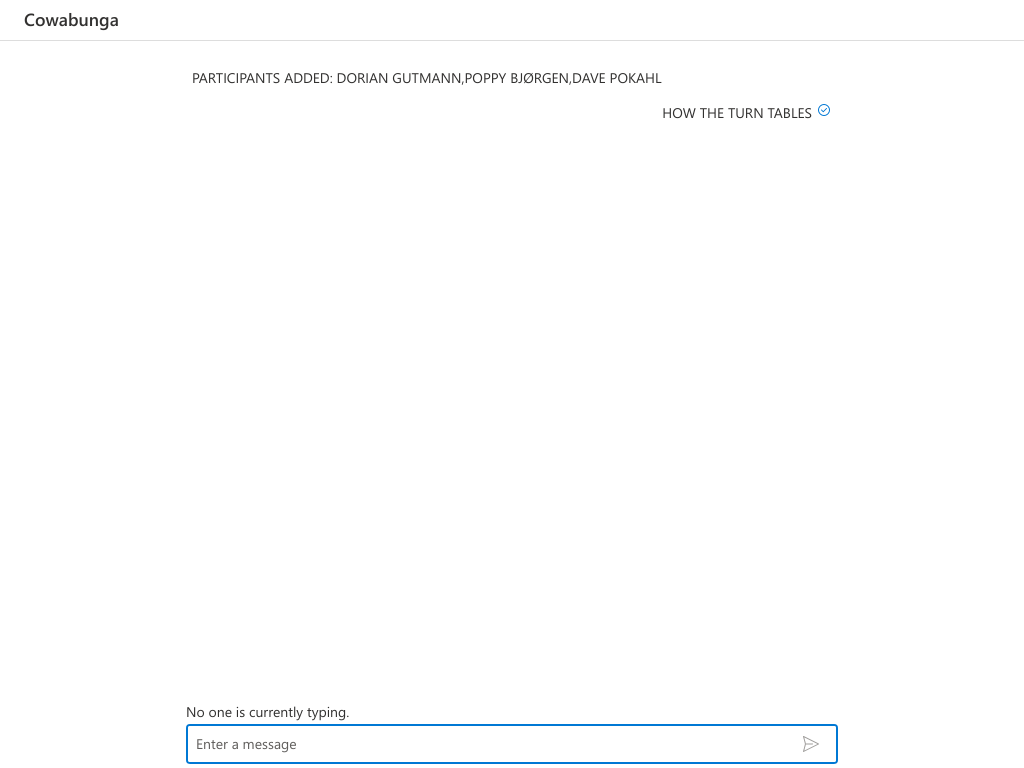 Cowabunga
PARTICIPANTS ADDED: DORIAN GUTMANN,POPPY BJØRGEN,DAVE POKAHL
HOW THE TURN TABLES
No one is currently typing.
Enter a message